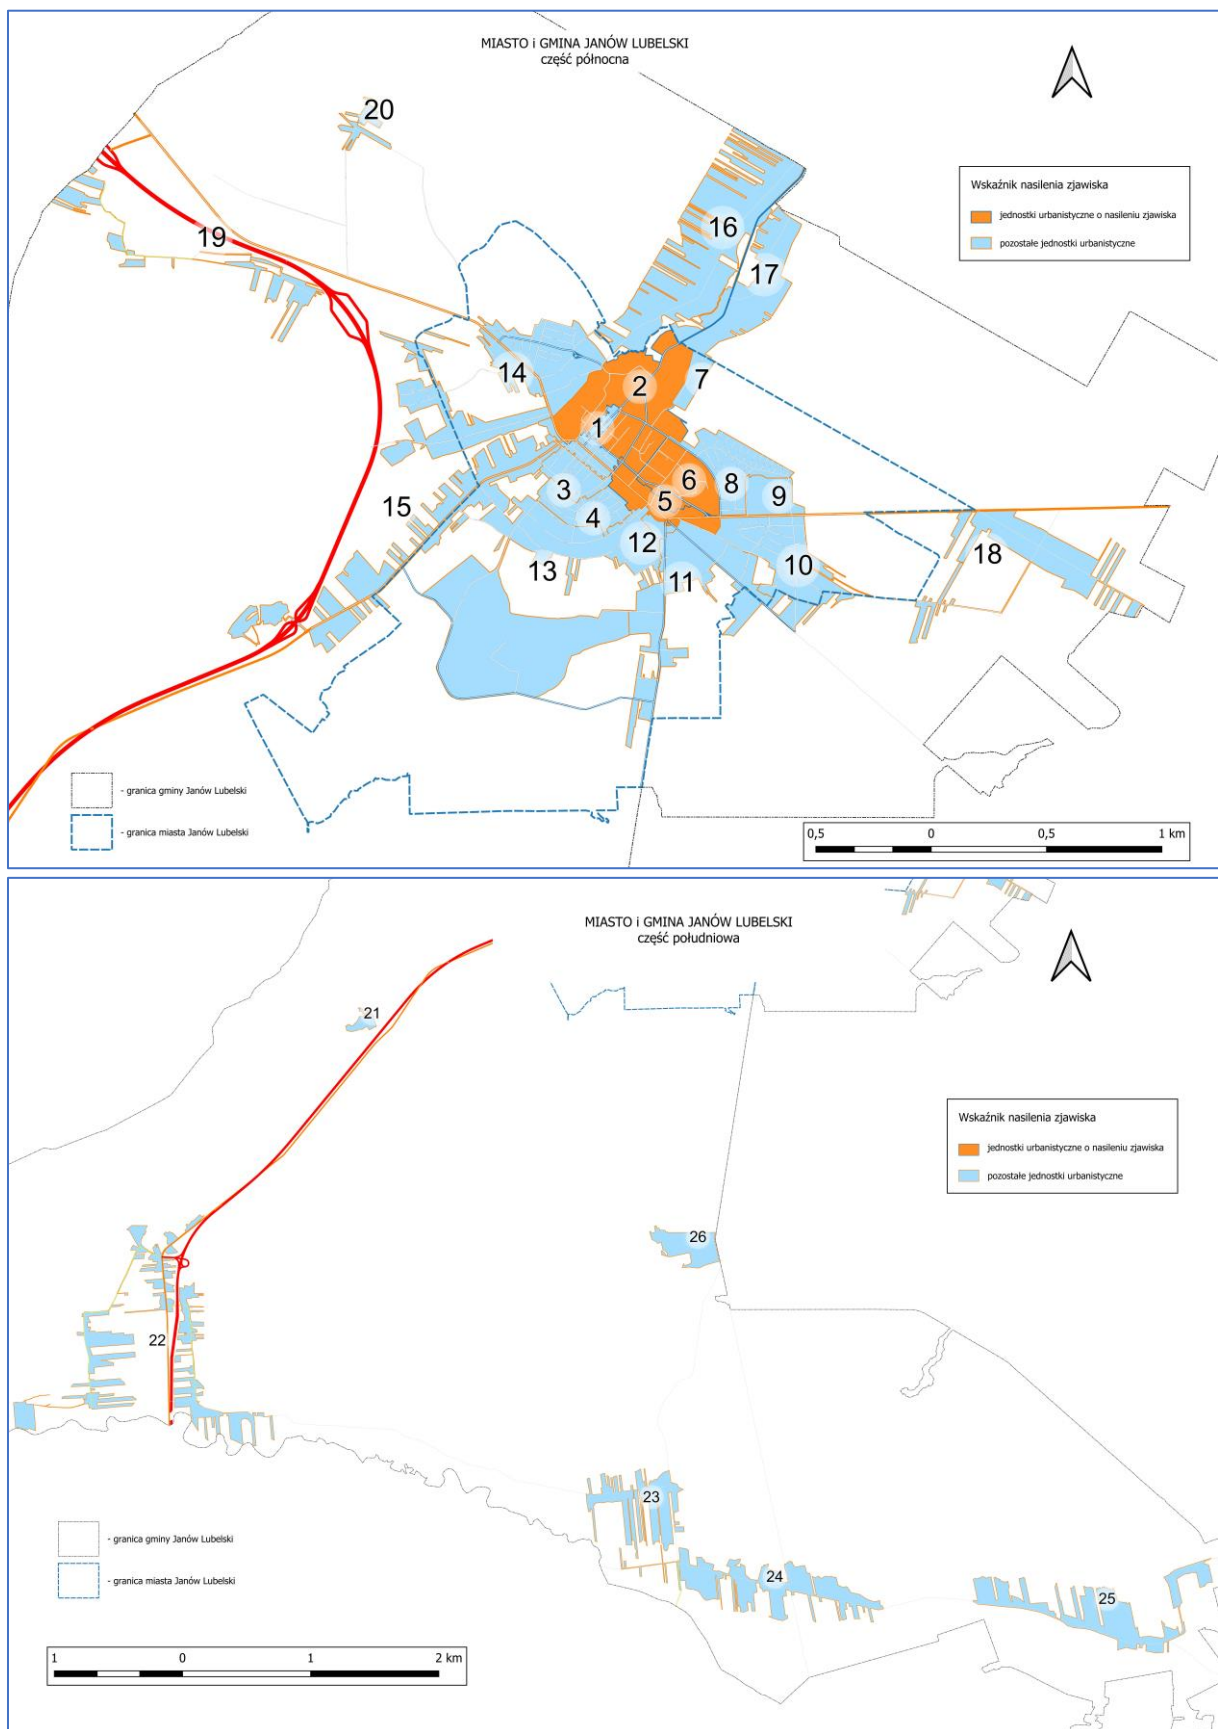 MIASTO i GMINA JANÓW LUBELSKI
część północna
20
Wskaźnik nasilenia zjawiska
jednostki urbanistyczne o nasileniu zjawiska
pozostałe jednostki urbanistyczne
16
19
17
14
2
7
1
6
8
3
9
5
15
4
12
18
13
10
11
- granica gminy Janów Lubelski
- granica miasta Janów Lubelski
0,5 0 0,5 1 km
MIASTO i GMINA JANÓW LUBELSKI
część południowa
21
Wskaźnik nasilenia zjawiska
jednostki urbanistyczne o nasileniu zjawiska
pozostałe jednostki urbanistyczne
26
22
23
- granica gminy Janów Lubelski
24
- granica miasta Janów Lubelski
25
1 0 1 2 km